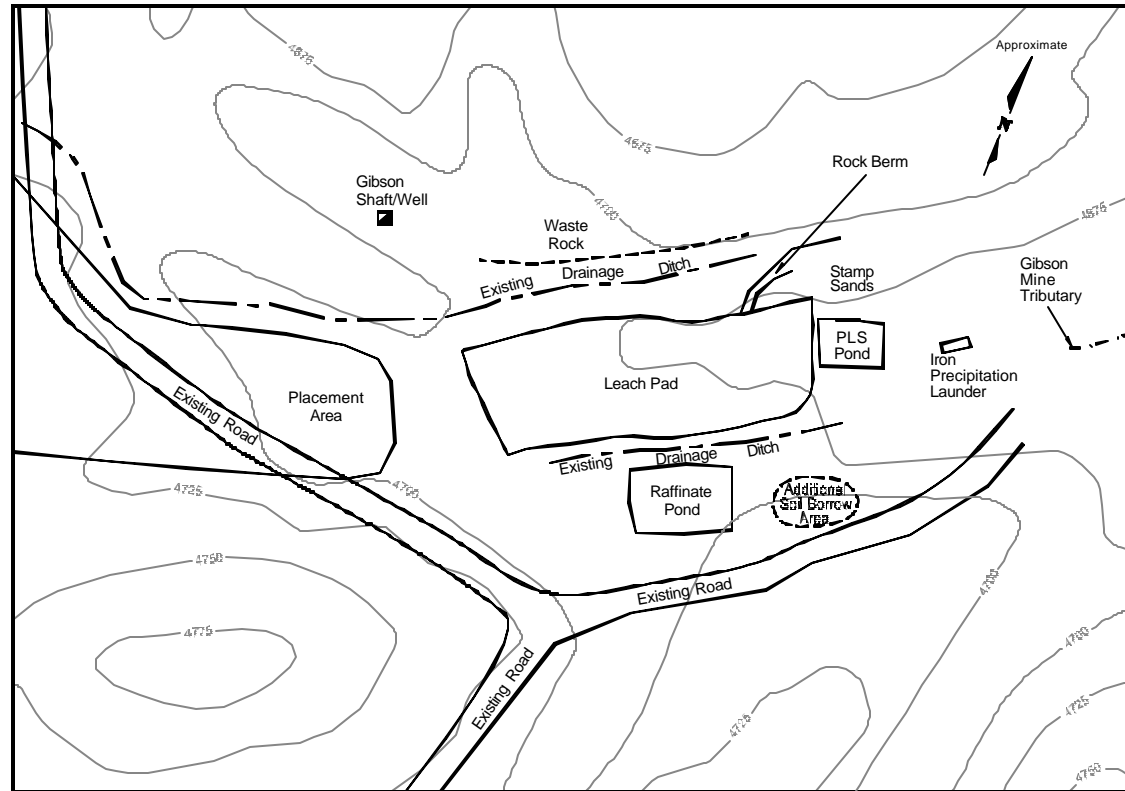 4675
Approximate
N
4675
Rock Berm
Gibson
Shaft/Well
4700
4675
Waste
Rock
Existing Drainage Ditch
Stamp
Sands
Gibson
Mine
Tributary
PLS
Pond
Iron
Precipitation
Launder
Leach Pad
Placement
Area
Existing Road
Existing Drainage Ditch
4725
4700
Raffinate
Pond
Additional
Soil Borrow
Area
4750
Existing Road
4700
4775
4700
Existing Road
4725
4725
4750